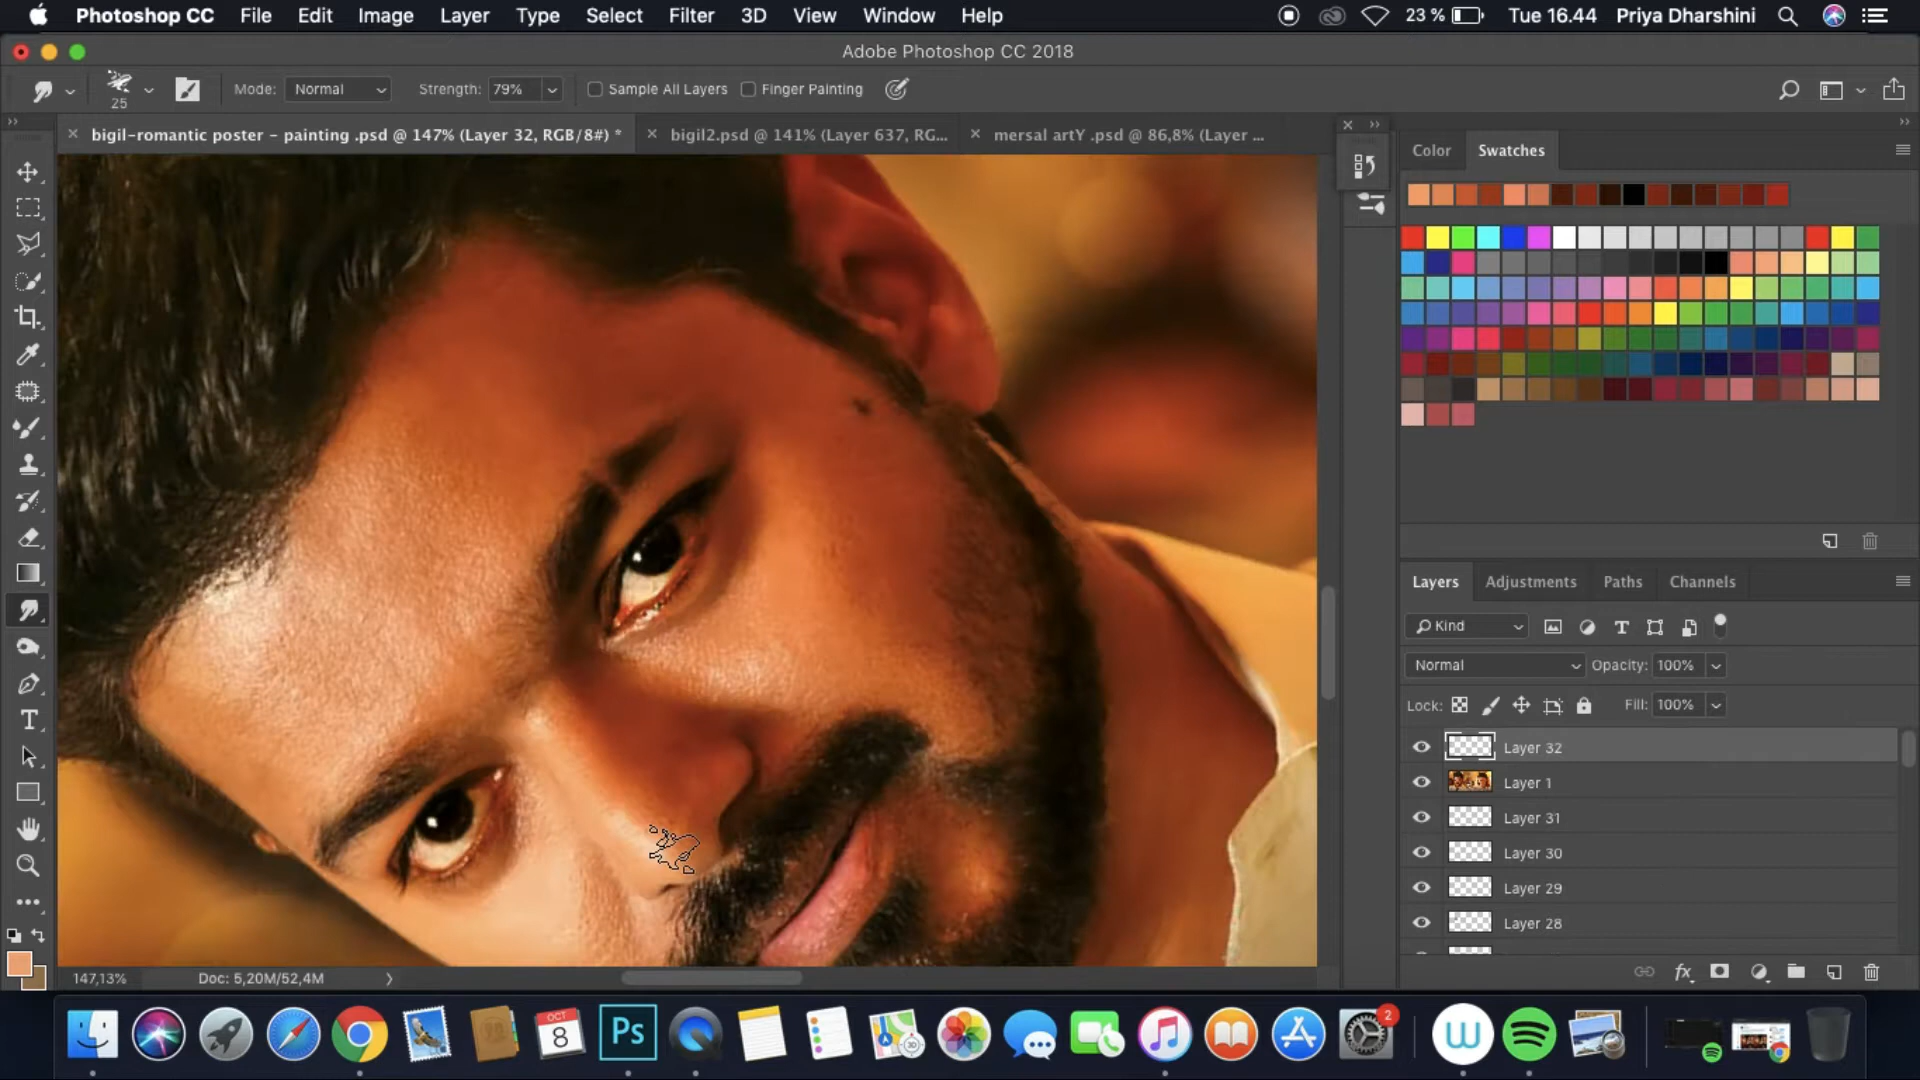 Photoshop CC File Edit Image Layer Type Select Filter 3D View Window Help 23 % Tue 16.44 Priya Dharshini
Adobe Photoshop CC 2018
25 Mode: Normal Strength: 79% Sample All Layers Finger Painting
bigil-romantic poster - painting .psd @ 147% (Layer 32, RGB/8#) * bigil2.psd @ 141% (Layer 637, RG... mersal artY .psd @ 86,8% (Layer ...
Color Swatches
Layers Adjustments Paths Channels
Kind
Normal Opacity: 100%
Lock: Fill: 100%
Layer 32
Layer 1
Layer 31
Layer 30
Layer 29
Layer 28
147,13% Doc: 5,20M/52,4M
OCT
8
Ps
3D
2
W